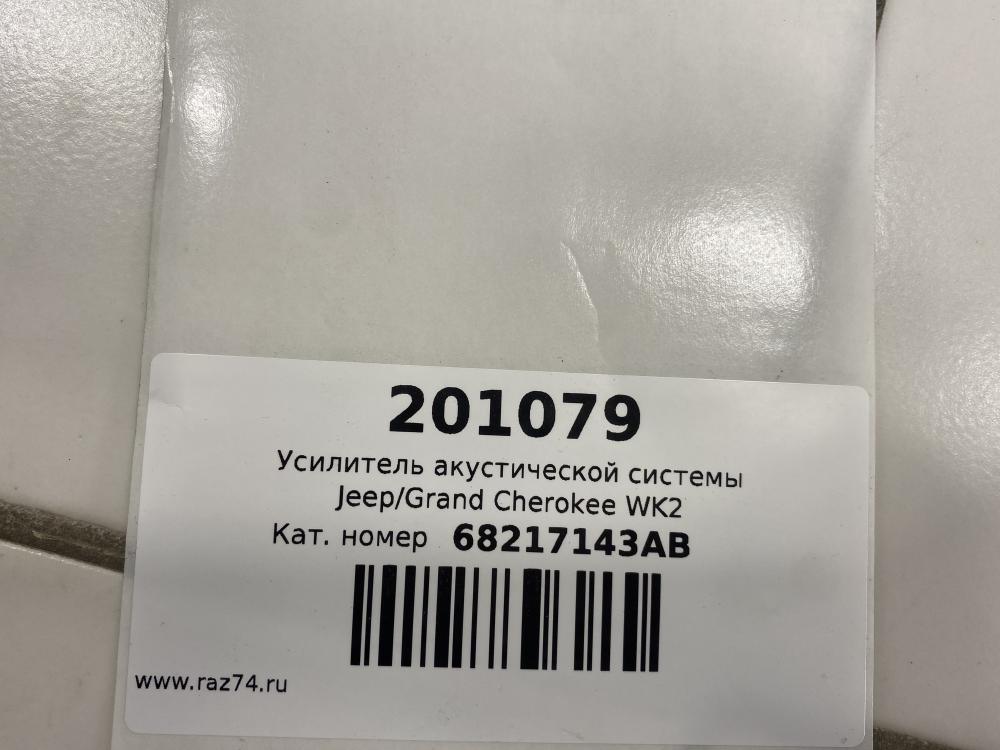 201079
Усилитель акустической системы
Jeep/Grand Cherokee WK2
Кат. номер 68217143AB
www.raz74.ru